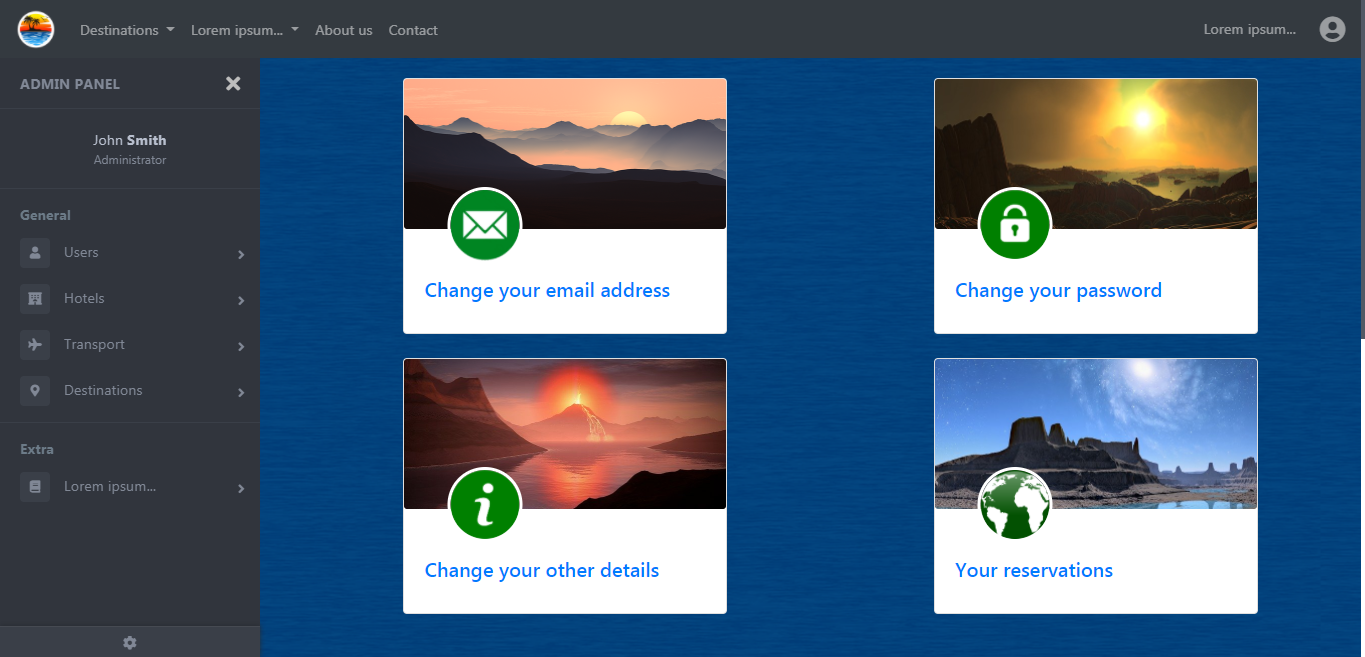 Destinations
Lorem ipsum...
About us
Contact
Lorem ipsum...
ADMIN PANEL
John Smith
Administrator
General
Users
Hotels
Transport
Destinations
Extra
Lorem ipsum...
Change your email address
Change your password
Change your other details
Your reservations